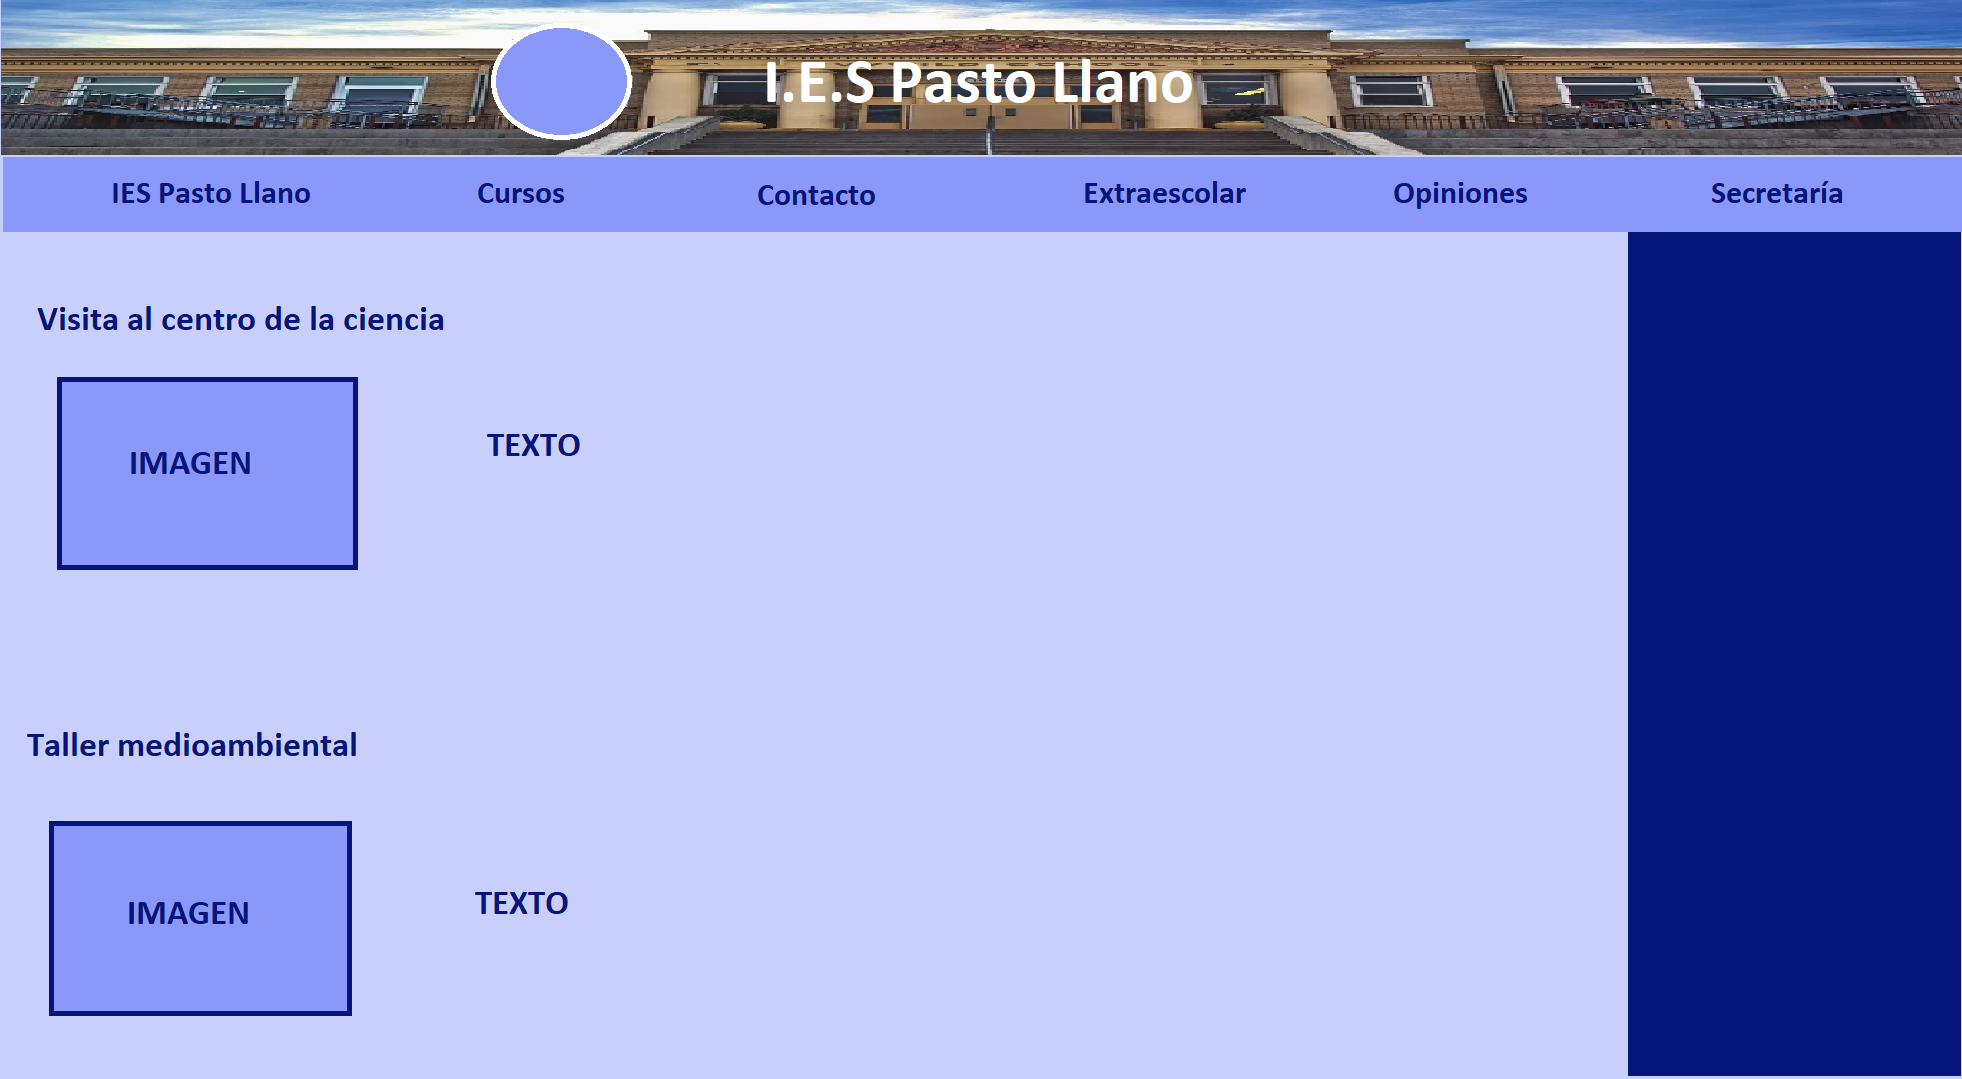 I.E.S Pasto Llano
IES Pasto Llano Cursos Contacto Extraescolar Opiniones Secretaría
Visita al centro de la ciencia
IMAGEN
TEXTO
Taller medioambiental
IMAGEN
TEXTO